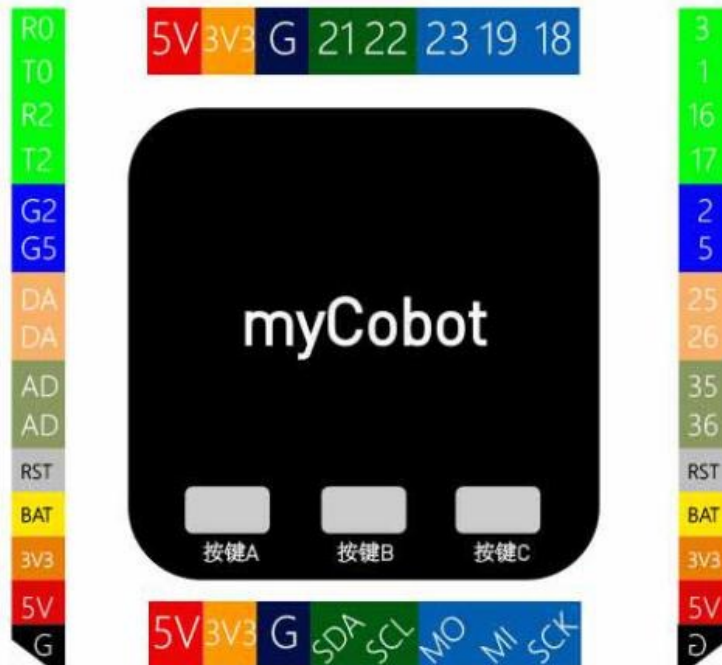 5V 3V3 G 21 22 23 19 18
R0
T0
R2
T2
G2
G5
DA
DA
AD
AD
RST
BAT
3V3
5V
G
myCobot
按键A 按键B 按键C
5V 3V3 G SDA SCL MO MI SCK
3
1
16
17
2
5
25
26
35
36
RST
BAT
3V3
5V
G